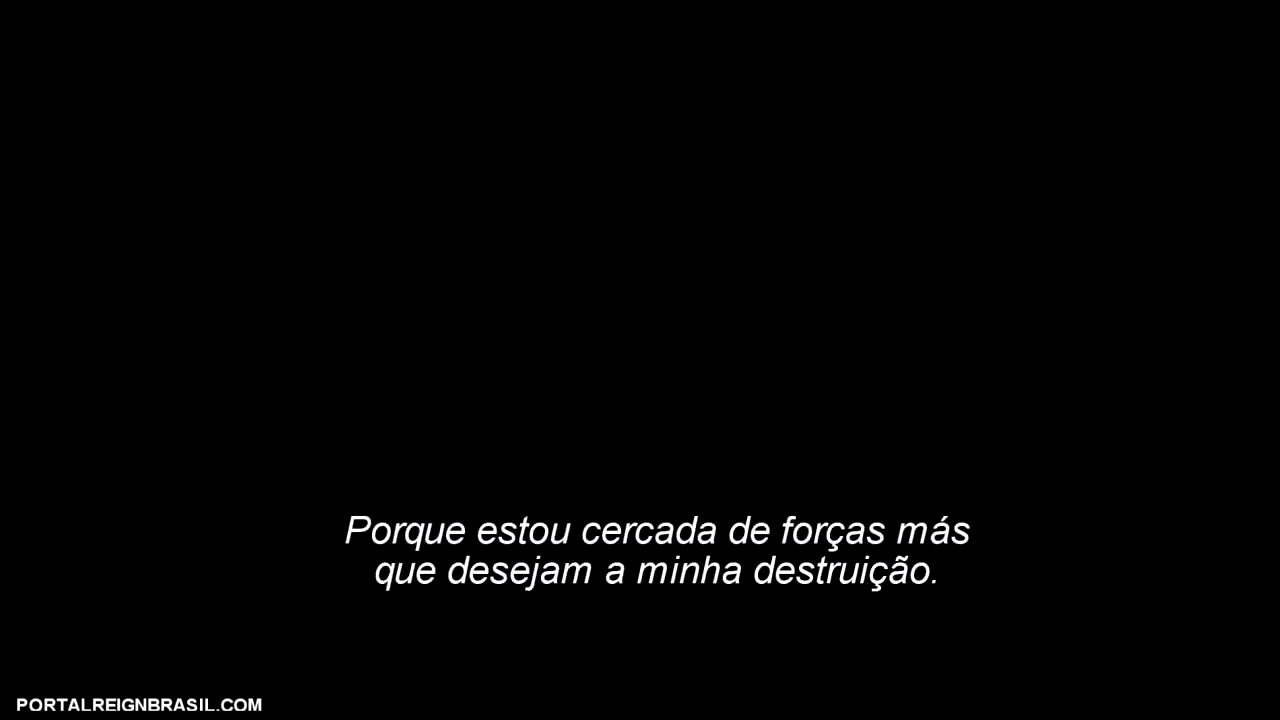 Porque estou cercada de forças más
que desejam a minha destruição.
PORTALREIGNBRASIL.COM